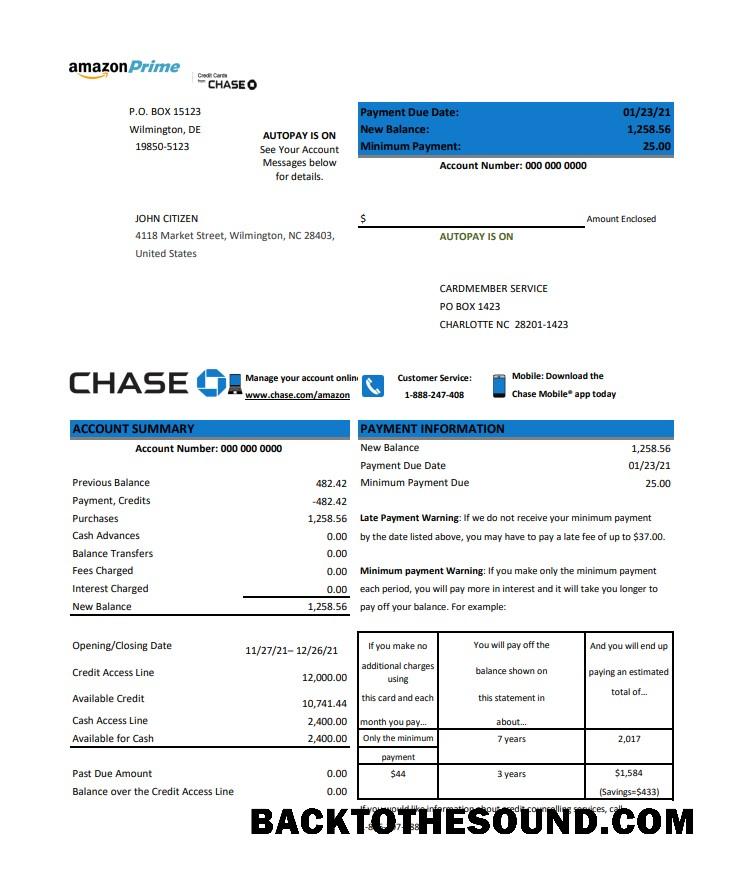 amazonPrime
Credit Cards
from CHASE
P.O. BOX 15123
Wilmington, DE
19850-5123
AUTOPAY IS ON
See Your Account
Messages below
for details.
Payment Due Date: 01/23/21
New Balance: 1,258.56
Minimum Payment: 25.00
Account Number: 000 000 0000
JOHN CITIZEN
4118 Market Street, Wilmington, NC 28403,
United States
$ Amount Enclosed
AUTOPAY IS ON
CARDMEMBER SERVICE
PO BOX 1423
CHARLOTTE NC 28201-1423
CHASE
Manage your account online
www.chase.com/amazon
Customer Service:
1-888-247-408
Mobile: Download the
Chase Mobile® app today
ACCOUNT SUMMARY
Account Number: 000 000 0000
Previous Balance 482.42
Payment, Credits -482.42
Purchases 1,258.56
Cash Advances 0.00
Balance Transfers 0.00
Fees Charged 0.00
Interest Charged 0.00
New Balance 1,258.56
Opening/Closing Date 11/27/21– 12/26/21
Credit Access Line 12,000.00
Available Credit 10,741.44
Cash Access Line 2,400.00
Available for Cash 2,400.00
Past Due Amount 0.00
Balance over the Credit Access Line 0.00
PAYMENT INFORMATION
New Balance 1,258.56
Payment Due Date 01/23/21
Minimum Payment Due 25.00
Late Payment Warning: If we do not receive your minimum payment
by the date listed above, you may have to pay a late fee of up to $37.00.
Minimum payment Warning: If you make only the minimum payment
each period, you will pay more in interest and it will take you longer to
pay off your balance. For example:
If you make no You will pay off the And you will end up
additional charges using balance shown on paying an estimated
this card and each this statement in total of...
month you pay... about...
Only the minimum payment 7 years 2,017
$44 3 years $1,584
(Savings=$433)
If you would like information about credit counselling services, call
BACKTOTHESOUND.COM